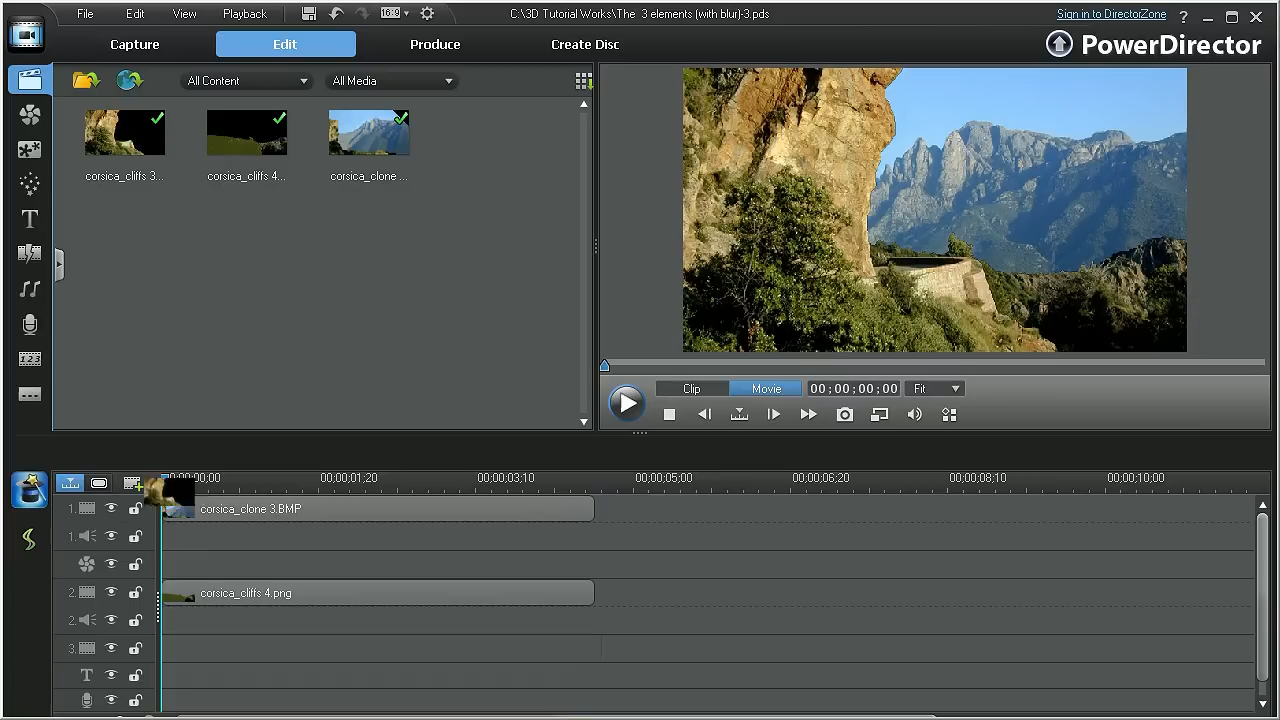 File Edit View Playback 16:9 C:\3D Tutorial Works\The  3 elements (with blur)-3.pds Sign in to DirectorZone ?
Capture Edit Produce Create Disc PowerDirector
All Content All Media
corsica_cliffs 3... corsica_cliffs 4... corsica_clone ...
T
123
Clip Movie 00;00;00;00 Fit
00;00;01;20 00;00;03;10 00;00;05;00 00;00;06;20 00;00;08;10 00;00;10;00
1. corsica_clone 3.BMP
1.
2. corsica_cliffs 4.png
2.
3.
T